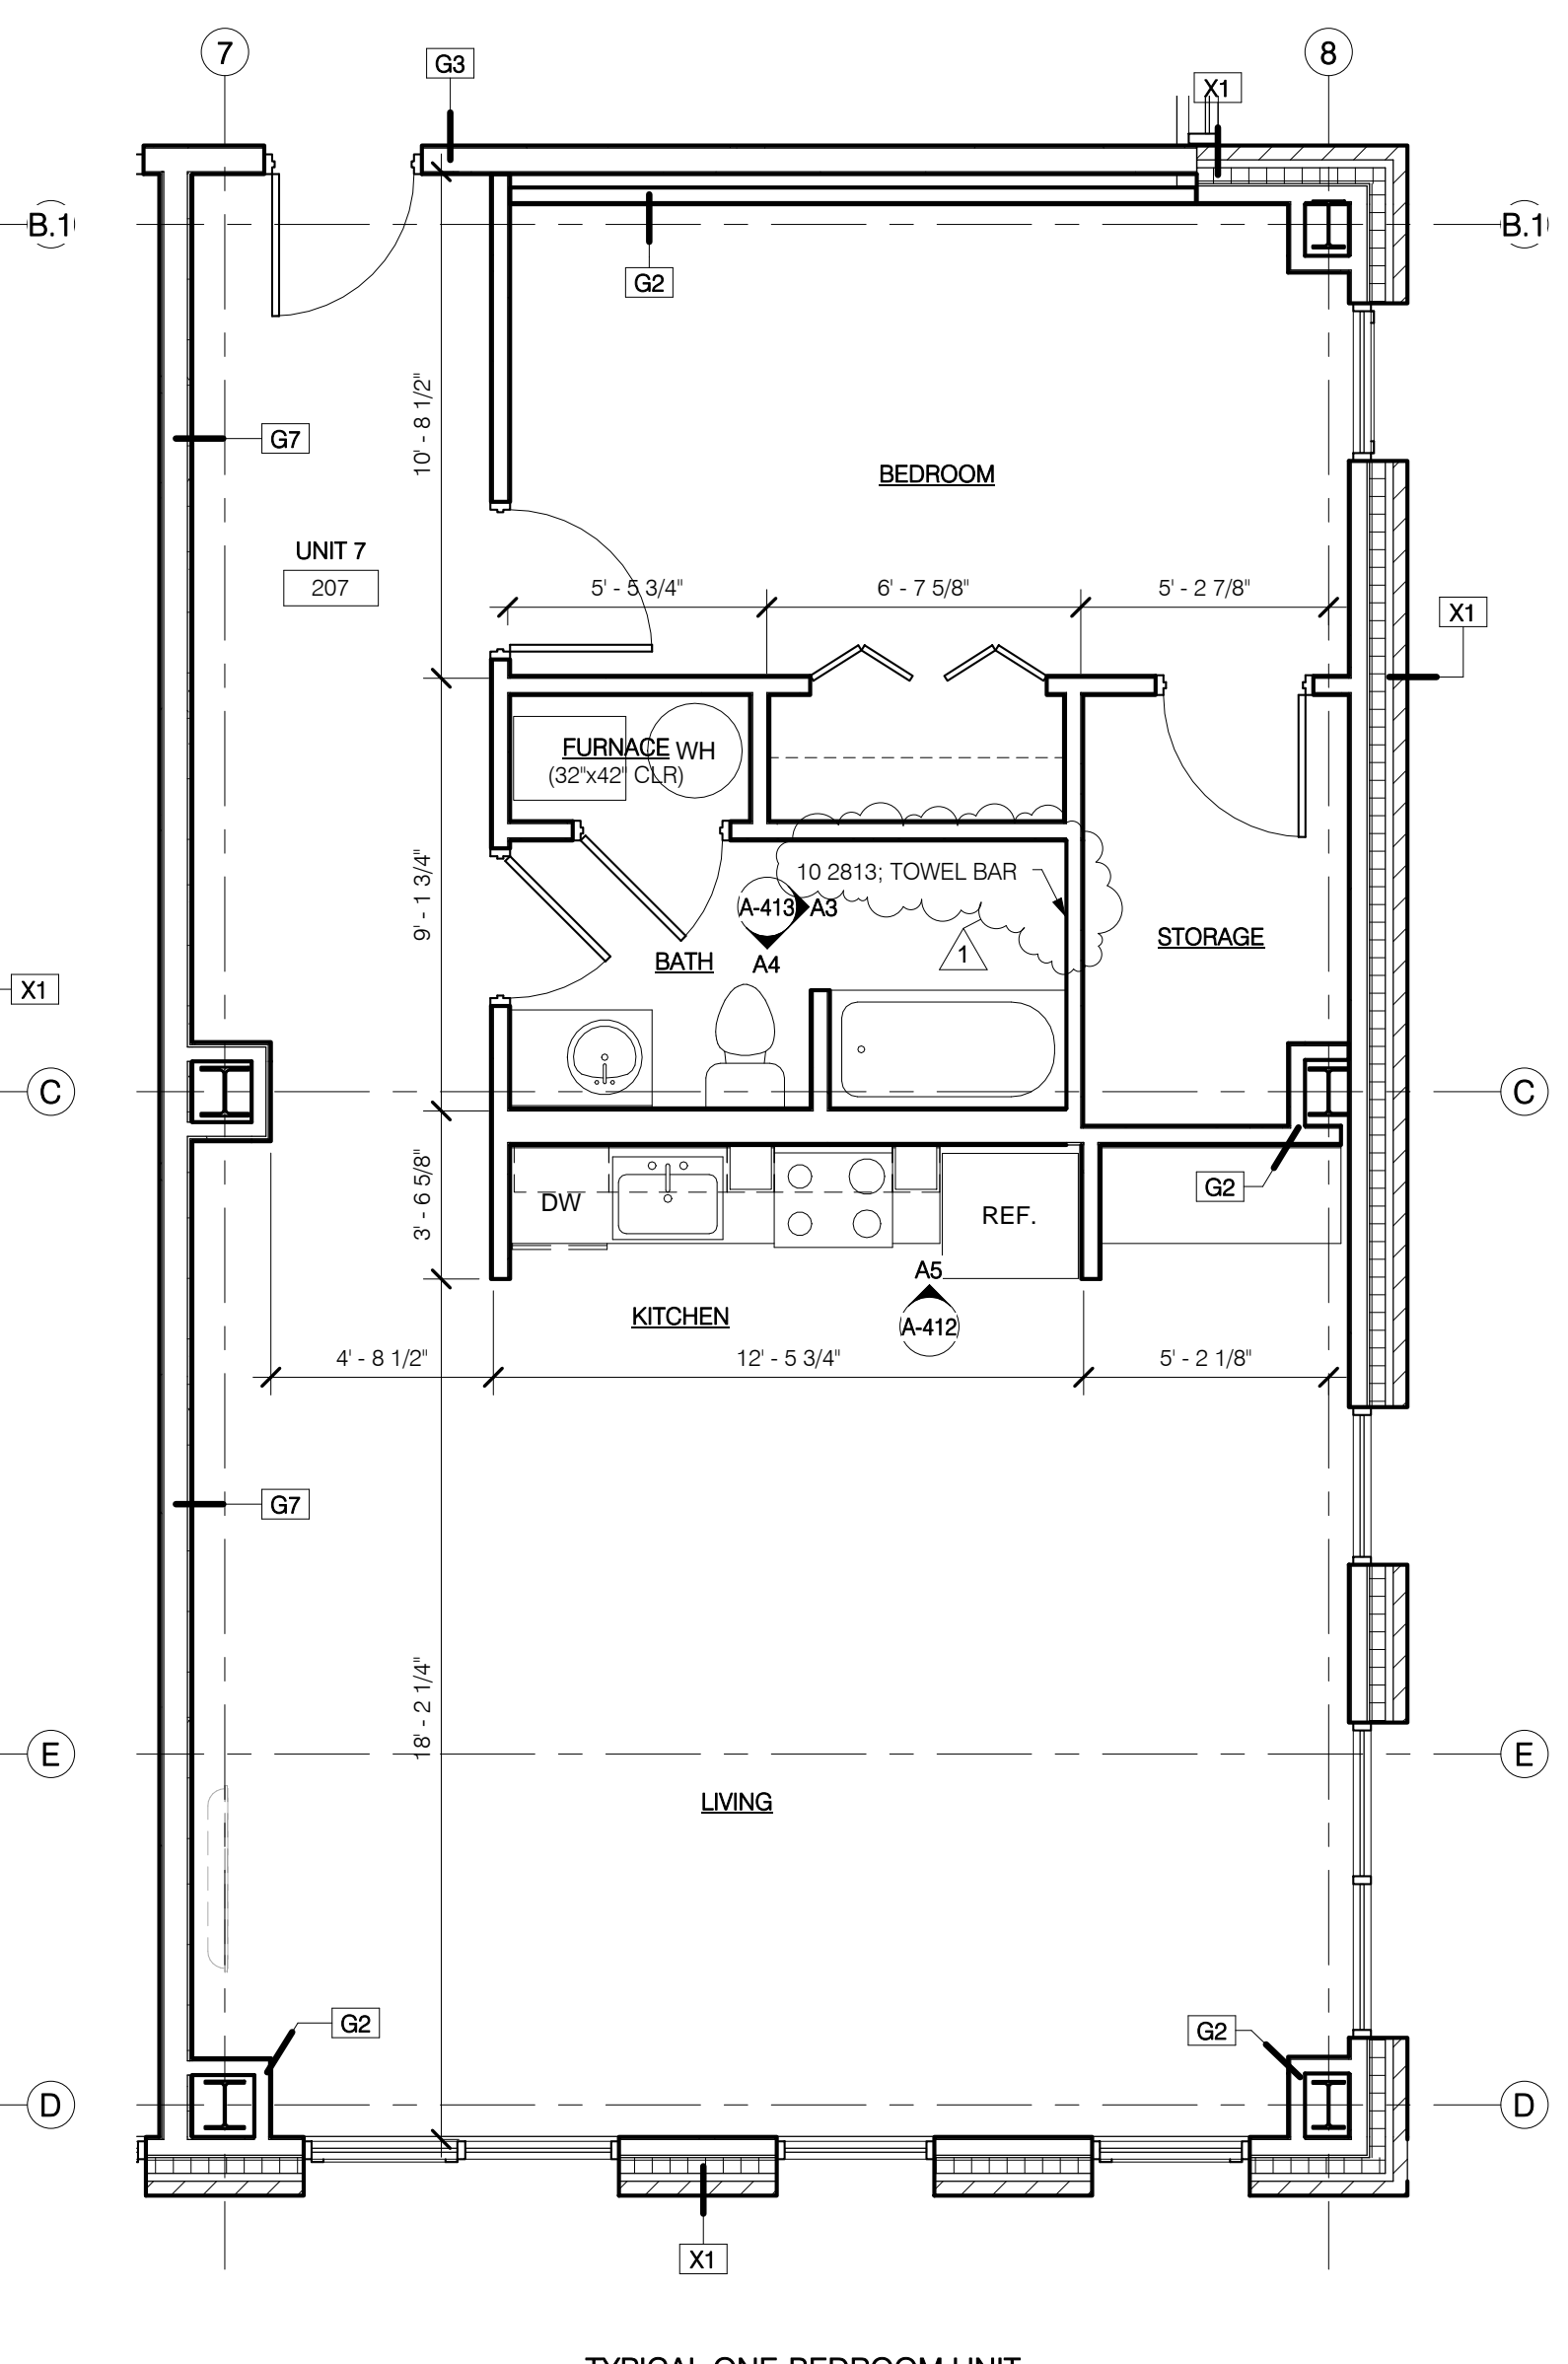 7
8
G3
X1
B.1
B.1
G2
10' - 8 1/2"
G7
BEDROOM
UNIT 7
207
5' - 5 3/4"
6' - 7 5/8"
5' - 2 7/8"
X1
FURNACE WH
(32"x42" CLR)
10 2813; TOWEL BAR
9' - 1 3/4"
A-413 A3
STORAGE
BATH
A4
1
X1
C
C
3' - 6 5/8"
G2
DW
REF.
A5
KITCHEN
A-412
4' - 8 1/2"
12' - 5 3/4"
5' - 2 1/8"
G7
18' - 2 1/4"
E
E
LIVING
G2
G2
D
D
X1
TYPICAL ONE BEDROOM UNIT